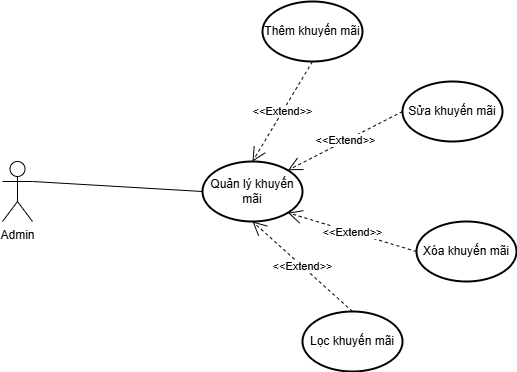 Thêm khuyến mãi
<<Extend>>
Sửa khuyến mãi
<<Extend>>
Quản lý khuyến
mãi
Admin
<<Extend>>
Xóa khuyến mãi
<<Extend>>
Lọc khuyến mãi